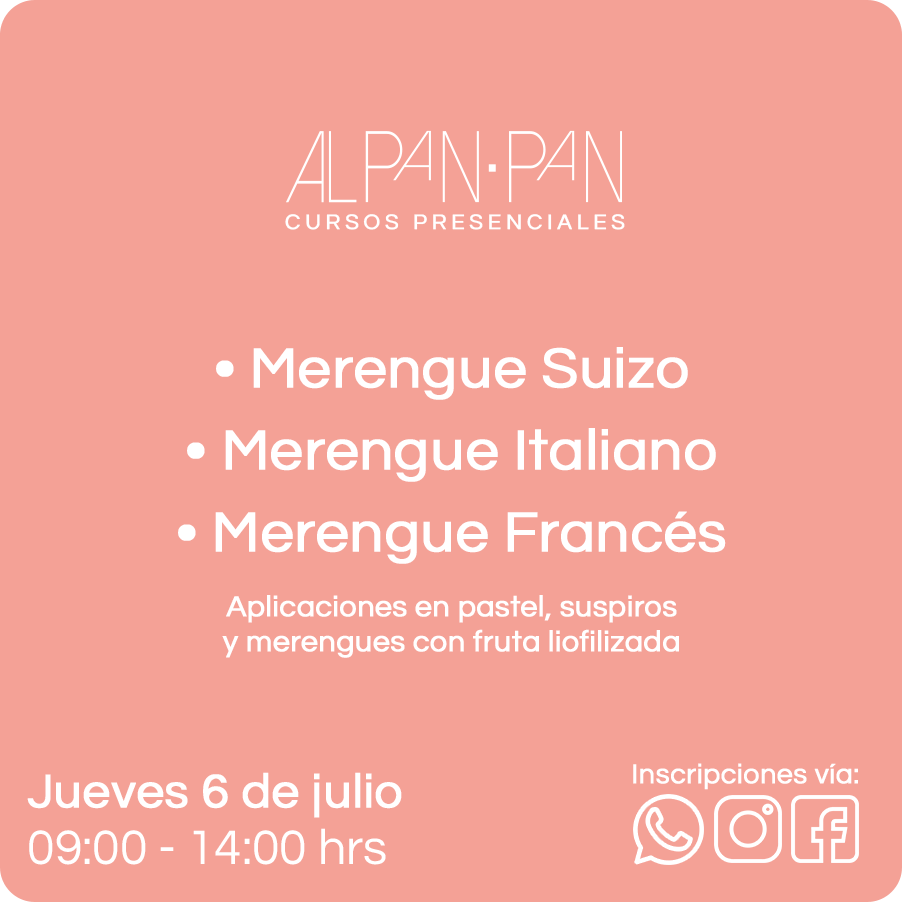 ALPAN·PAN
CURSOS PRESENCIALES
• Merengue Suizo
• Merengue Italiano
• Merengue Francés
Aplicaciones en pastel, suspiros
y merengues con fruta liofilizada
Jueves 6 de julio
09:00 - 14:00 hrs
Inscripciones vía: